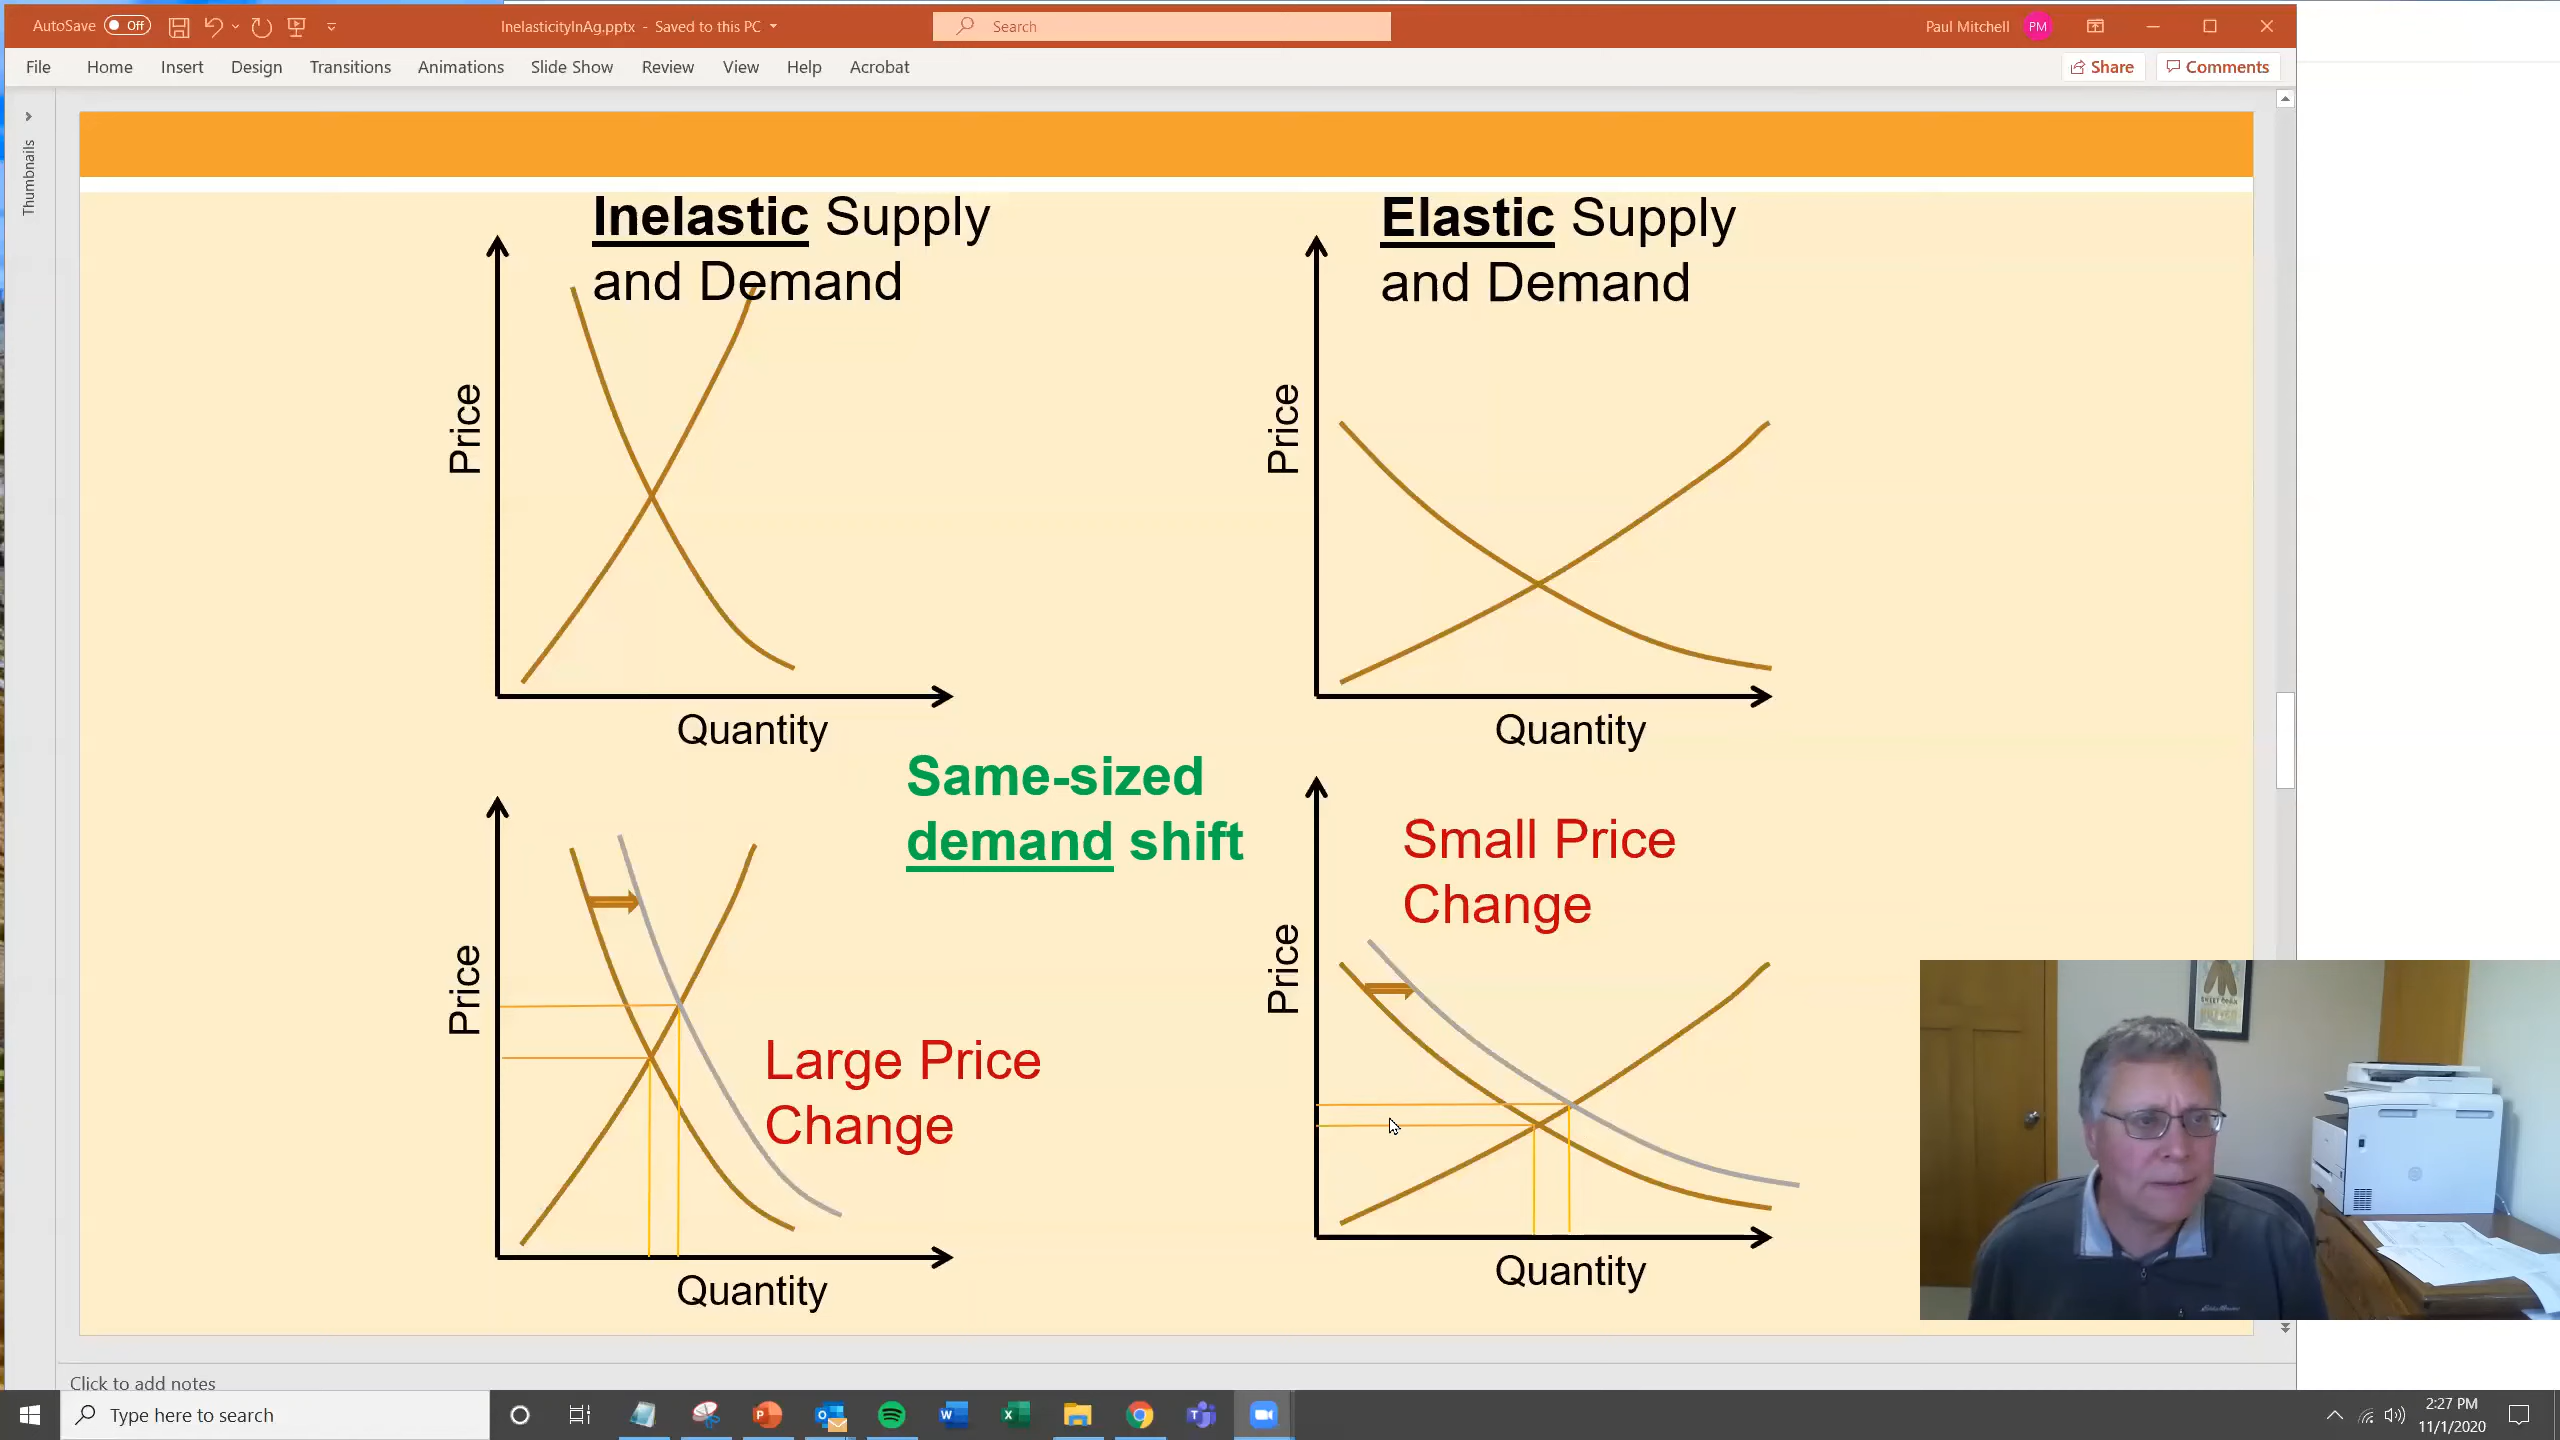 AutoSave Off
InelasticityInAg.pptx - Saved to this PC
Search
Paul Mitchell PM
File Home Insert Design Transitions Animations Slide Show Review View Help Acrobat
Share Comments
Thumbnails
Inelastic Supply
and Demand
Price
Quantity
Elastic Supply
and Demand
Price
Quantity
Same-sized
demand shift
Price
Large Price
Change
Quantity
Small Price
Change
Price
Quantity
Click to add notes
Type here to search
2:27 PM
11/1/2020